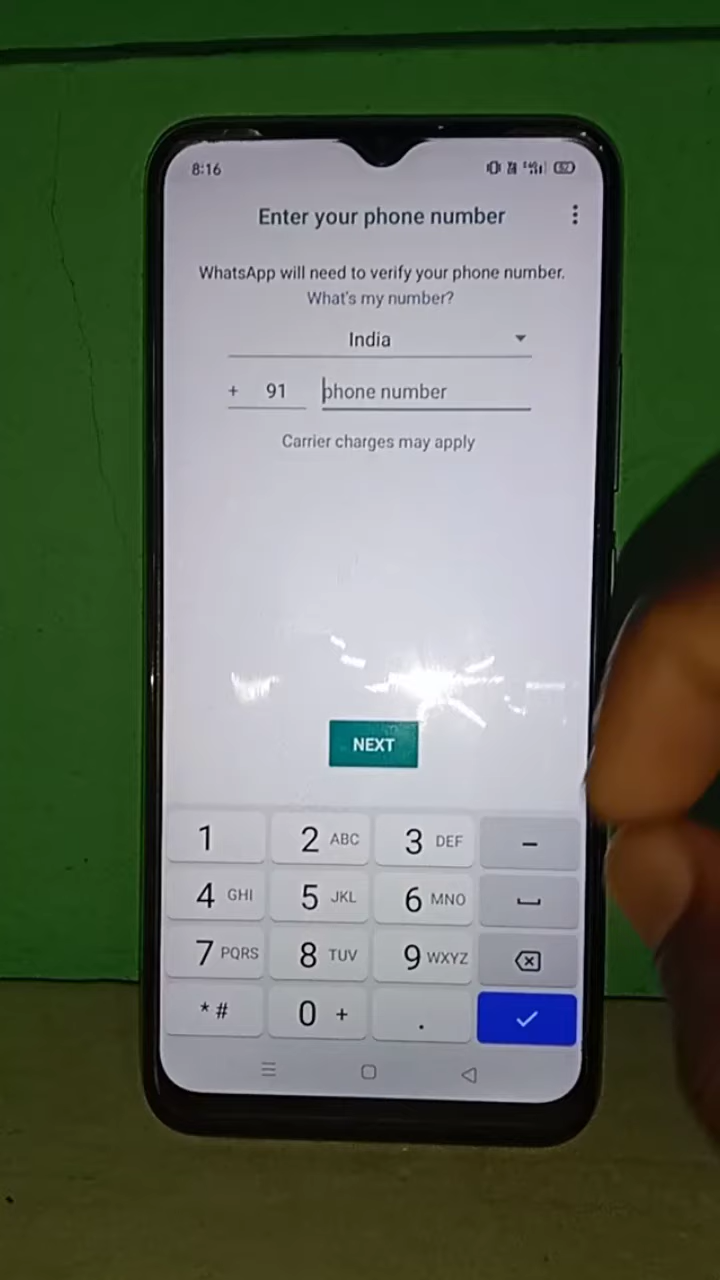 8:16
Enter your phone number
WhatsApp will need to verify your phone number.
What's my number?
India
+ 91 phone number
Carrier charges may apply
NEXT
1 2 ABC 3 DEF –
4 GHI 5 JKL 6 MNO
7 PQRS 8 TUV 9 WXYZ
* # 0 + .